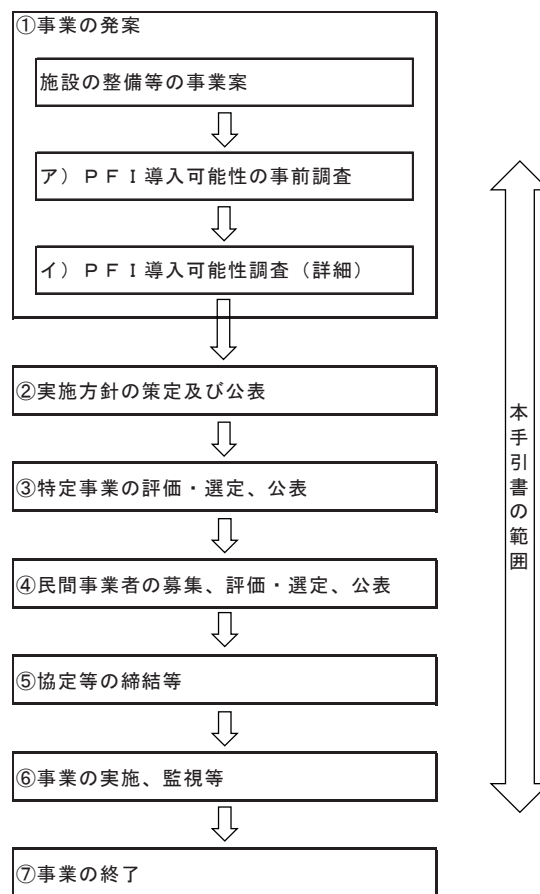 ①事業の発案
施設の整備等の事業案
ア）ＰＦＩ導入可能性の事前調査
イ）ＰＦＩ導入可能性調査（詳細）
②実施方針の策定及び公表
③特定事業の評価・選定、公表
④民間事業者の募集、評価・選定、公表
⑤協定等の締結等
⑥事業の実施、監視等
⑦事業の終了
本手引書の範囲